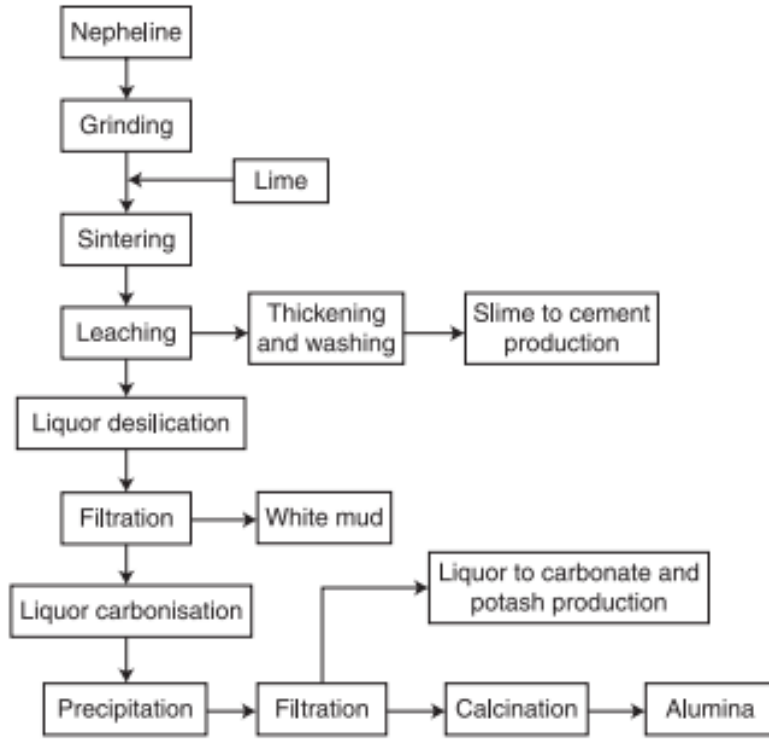 Nepheline
Grinding
Lime
Sintering
Leaching
Thickening
and washing
Slime to cement
production
Liquor desilication
Filtration
White mud
Liquor to carbonate and
potash production
Liquor carbonisation
Precipitation
Filtration
Calcination
Alumina